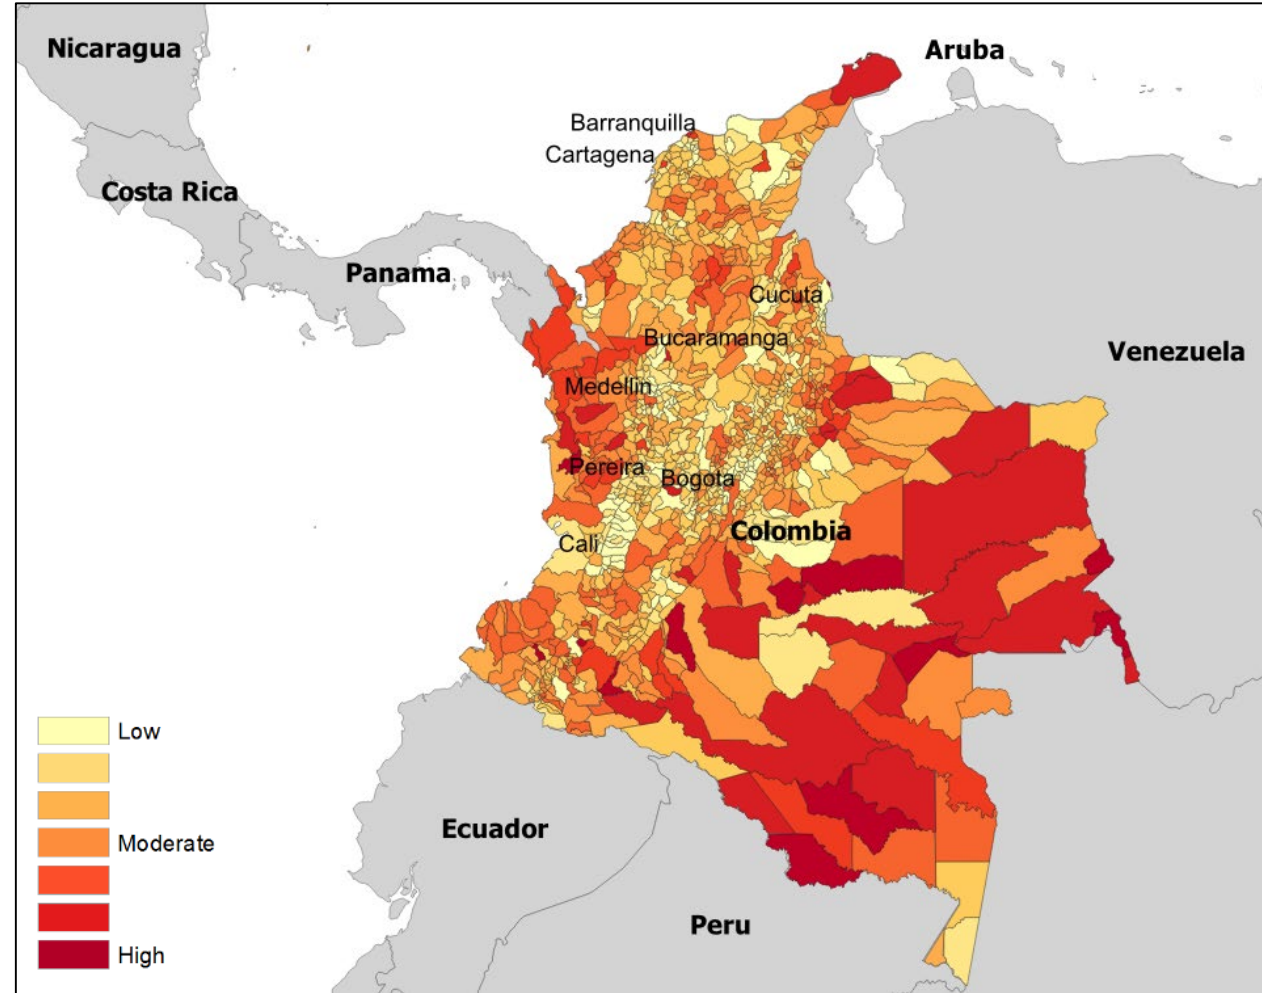 Nicaragua
Aruba
Barranquilla
Cartagena
Costa Rica
Panama
Cucuta
Bucaramanga
Venezuela
Medellin
Pereira
Bogota
Colombia
Cali
Low
Moderate
High
Ecuador
Peru